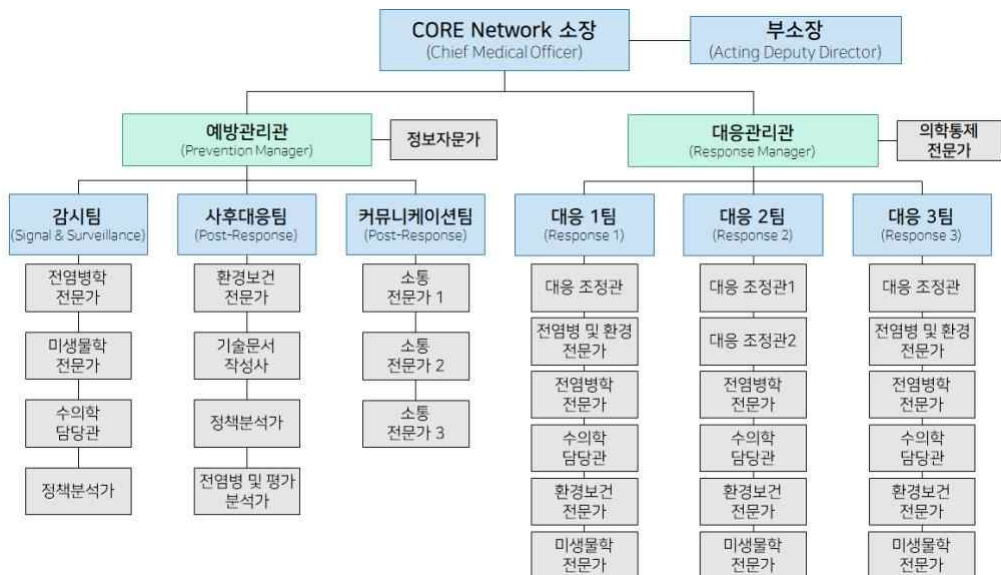 CORE Network 소장
(Chief Medical Officer)
부소장
(Acting Deputy Director)
예방관리관
(Prevention Manager)
정보자문가
대응관리관
(Response Manager)
의학통제
전문가
감시팀
(Signal & Surveillance)
사후대응팀
(Post-Response)
커뮤니케이션팀
(Post-Response)
대응 1팀
(Response 1)
대응 2팀
(Response 2)
대응 3팀
(Response 3)
전염병학
전문가
미생물학
전문가
수의학
담당관
정책분석가
환경보건
전문가
기술문서
작성사
정책분석가
전염병 및 평가
분석가
소통
전문가 1
소통
전문가 2
소통
전문가 3
대응 조정관
전염병 및 환경
전문가
전염병학
전문가
수의학
담당관
환경보건
전문가
미생물학
전문가
대응 조정관1
대응 조정관2
전염병학
전문가
수의학
담당관
환경보건
전문가
미생물학
전문가
대응 조정관
전염병 및 환경
전문가
전염병학
전문가
수의학
담당관
환경보건
전문가
미생물학
전문가